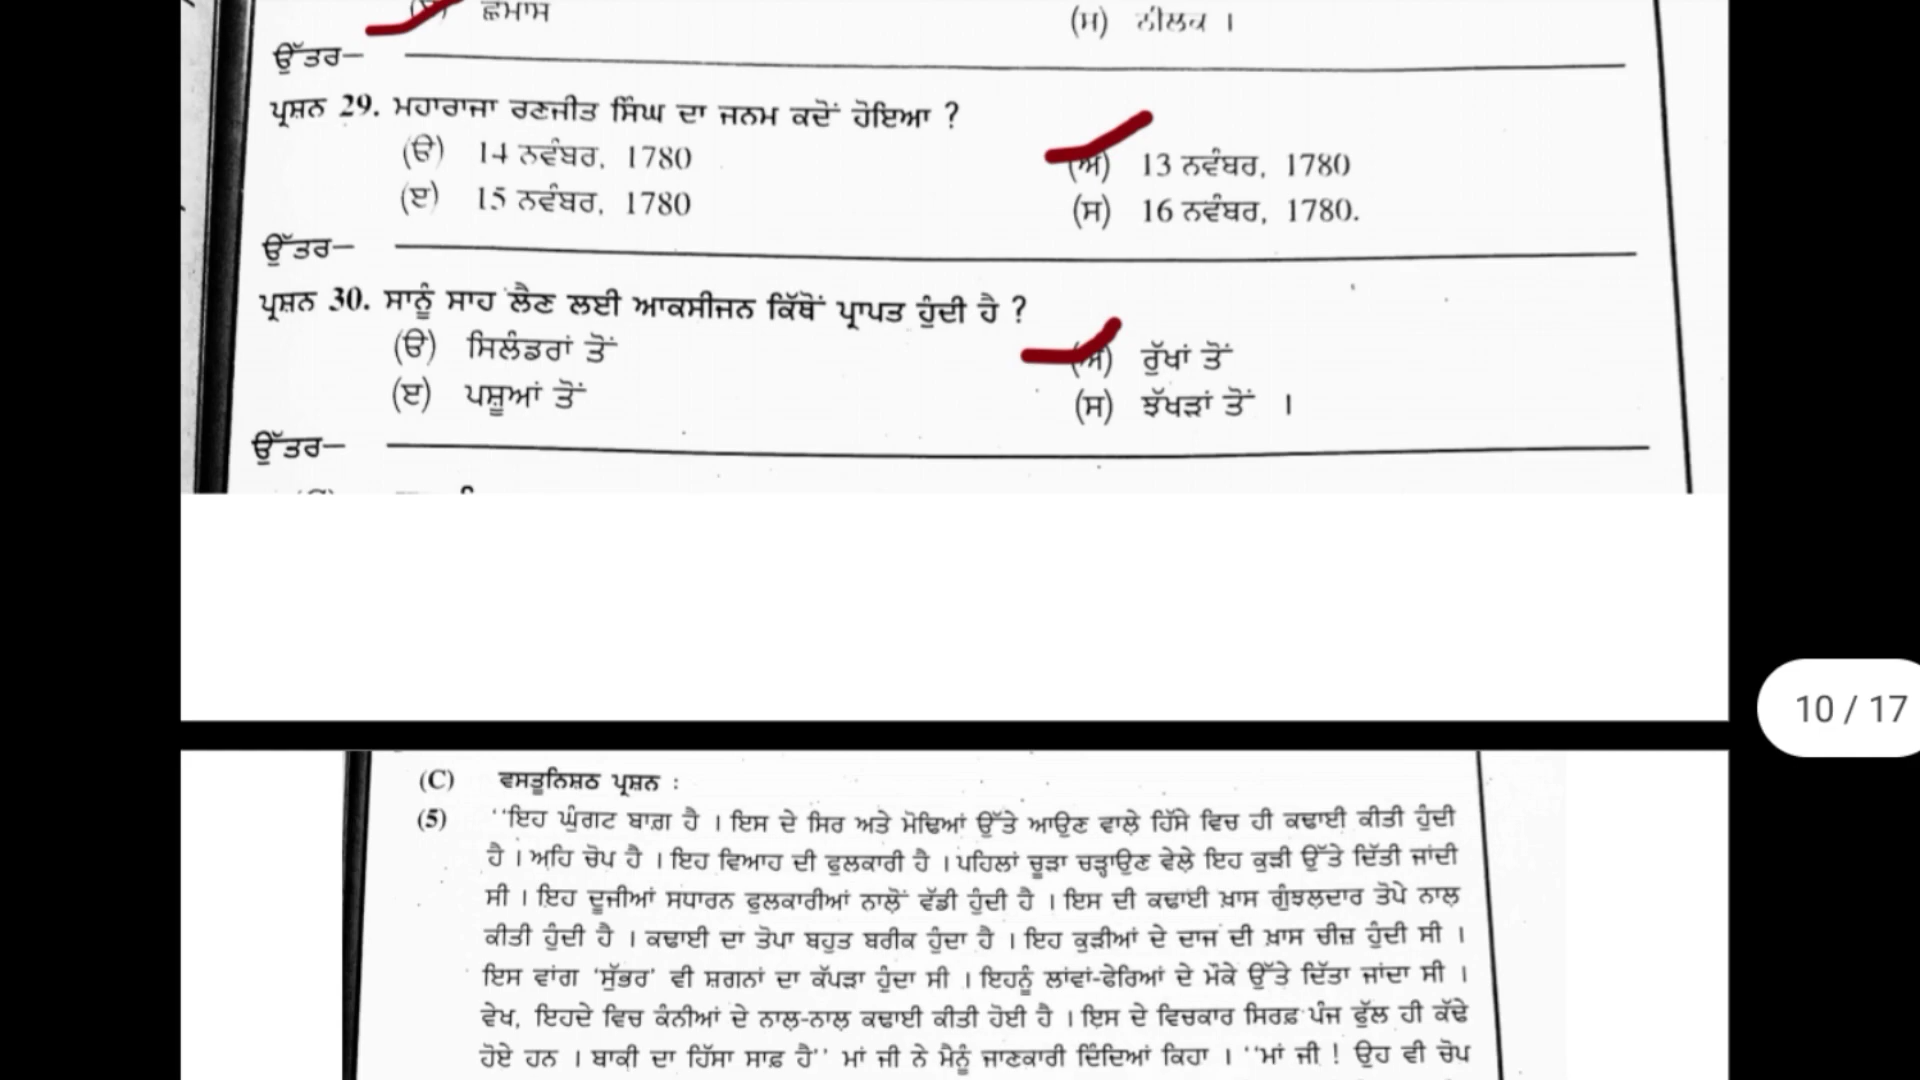 ਛਮਾਸ
(ਸ) ਨੀਲਕ ।
ਉੱਤਰ—
ਪ੍ਰਸ਼ਨ 29. ਮਹਾਰਾਜਾ ਰਣਜੀਤ ਸਿੰਘ ਦਾ ਜਨਮ ਕਦੋਂ ਹੋਇਆ ?
(ੳ) 14 ਨਵੰਬਰ, 1780 (ਅ) 13 ਨਵੰਬਰ, 1780
(ੲ) 15 ਨਵੰਬਰ, 1780 (ਸ) 16 ਨਵੰਬਰ, 1780.
ਉੱਤਰ—
ਪ੍ਰਸ਼ਨ 30. ਸਾਨੂੰ ਸਾਹ ਲੈਣ ਲਈ ਆਕਸੀਜਨ ਕਿੱਥੋਂ ਪ੍ਰਾਪਤ ਹੁੰਦੀ ਹੈ ?
(ੳ) ਸਿਲੰਡਰਾਂ ਤੋਂ (ਅ) ਰੁੱਖਾਂ ਤੋਂ
(ੲ) ਪਸ਼ੂਆਂ ਤੋਂ (ਸ) ਝੱਖੜਾਂ ਤੋਂ ।
ਉੱਤਰ—
10 / 17
(C) ਵਸਤੂਨਿਸ਼ਠ ਪ੍ਰਸ਼ਨ :
(5) ''ਇਹ ਘੁੰਗਟ ਬਾਗ਼ ਹੈ । ਇਸ ਦੇ ਸਿਰ ਅਤੇ ਮੋਢਿਆਂ ਉੱਤੇ ਆਉਣ ਵਾਲੇ ਹਿੱਸੇ ਵਿਚ ਹੀ ਕਢਾਈ ਕੀਤੀ ਹੁੰਦੀ
ਹੈ । ਅਹਿ ਚੋਪ ਹੈ । ਇਹ ਵਿਆਹ ਦੀ ਫੁਲਕਾਰੀ ਹੈ । ਪਹਿਲਾਂ ਚੂੜਾ ਚੜ੍ਹਾਉਣ ਵੇਲ਼ੇ ਇਹ ਕੁੜੀ ਉੱਤੇ ਦਿੱਤੀ ਜਾਂਦੀ
ਸੀ । ਇਹ ਦੂਜੀਆਂ ਸਧਾਰਨ ਫੁਲਕਾਰੀਆਂ ਨਾਲ਼ੋਂ ਵੱਡੀ ਹੁੰਦੀ ਹੈ । ਇਸ ਦੀ ਕਢਾਈ ਖ਼ਾਸ ਗੁੰਝਲਦਾਰ ਤੋਪੇ ਨਾਲ਼
ਕੀਤੀ ਹੁੰਦੀ ਹੈ । ਕਢਾਈ ਦਾ ਤੋਪਾ ਬਹੁਤ ਬਰੀਕ ਹੁੰਦਾ ਹੈ । ਇਹ ਕੁੜੀਆਂ ਦੇ ਦਾਜ ਦੀ ਖ਼ਾਸ ਚੀਜ਼ ਹੁੰਦੀ ਸੀ ।
ਇਸ ਵਾਂਗ 'ਸੁੱਭਰ' ਵੀ ਸ਼ਗਨਾਂ ਦਾ ਕੱਪੜਾ ਹੁੰਦਾ ਸੀ । ਇਹਨੂੰ ਲਾਂਵਾਂ-ਫੇਰਿਆਂ ਦੇ ਮੌਕੇ ਉੱਤੇ ਦਿੱਤਾ ਜਾਂਦਾ ਸੀ ।
ਵੇਖ, ਇਹਦੇ ਵਿਚ ਕੰਨੀਆਂ ਦੇ ਨਾਲ਼-ਨਾਲ਼ ਕਢਾਈ ਕੀਤੀ ਹੋਈ ਹੈ । ਇਸ ਦੇ ਵਿਚਕਾਰ ਸਿਰਫ਼ ਪੰਜ ਫੁੱਲ ਹੀ ਕੱਢੇ
ਹੋਏ ਹਨ । ਬਾਕੀ ਦਾ ਹਿੱਸਾ ਸਾਫ਼ ਹੈ'' ਮਾਂ ਜੀ ਨੇ ਮੈਨੂੰ ਜਾਣਕਾਰੀ ਦਿੰਦਿਆਂ ਕਿਹਾ । ''ਮਾਂ ਜੀ ! ਉਹ ਵੀ ਚੋਪ